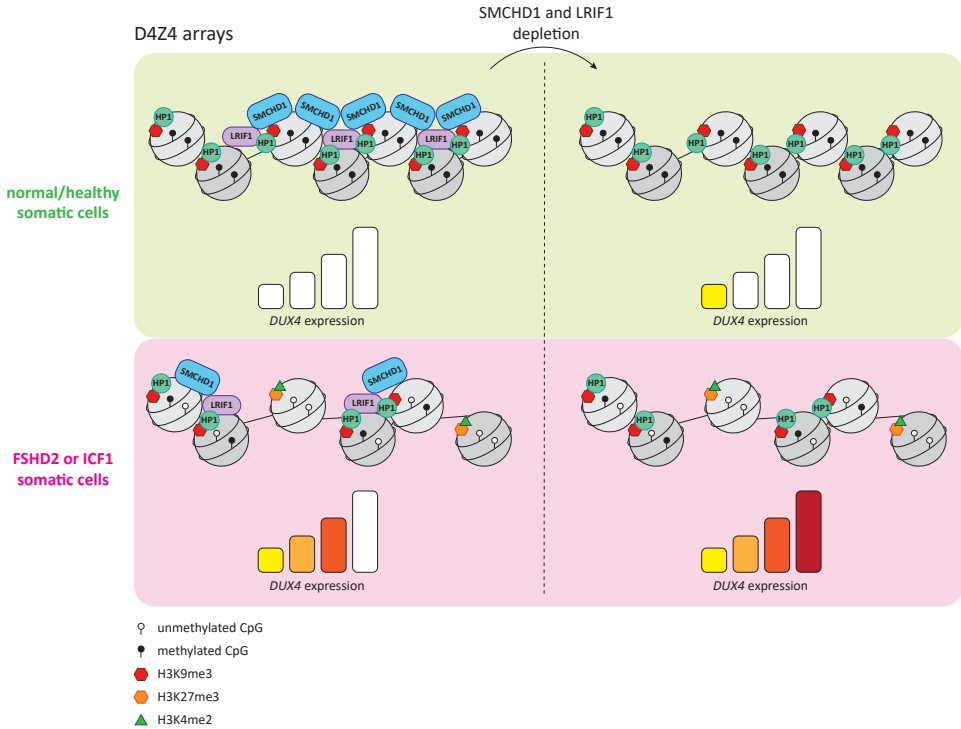 SMCHD1 and LRIF1
depletion
D4Z4 arrays
normal/healthy
somatic cells
HP1
HP1
LRIF1
SMCHD1
HP1
SMCHD1
LRIF1
HP1
SMCHD1
HP1
SMCHD1
LRIF1
HP1
SMCHD1
HP1
HP1
HP1
HP1
HP1
HP1
HP1
HP1
DUX4 expression
DUX4 expression
FSHD2 or ICF1
somatic cells
HP1
SMCHD1
LRIF1
HP1
SMCHD1
LRIF1
HP1
HP1
HP1
HP1
HP1
HP1
DUX4 expression
DUX4 expression
unmethylated CpG
methylated CpG
H3K9me3
H3K27me3
H3K4me2